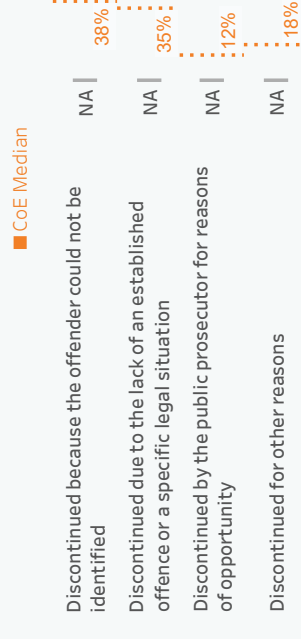 ■ CoE Median
Discontinued because the offender could not be
identified
NA
38%
Discontinued due to the lack of an established
offence or a specific legal situation
NA
35%
Discontinued by the public prosecutor for reasons
of opportunity
NA
12%
Discontinued for other reasons
NA
18%